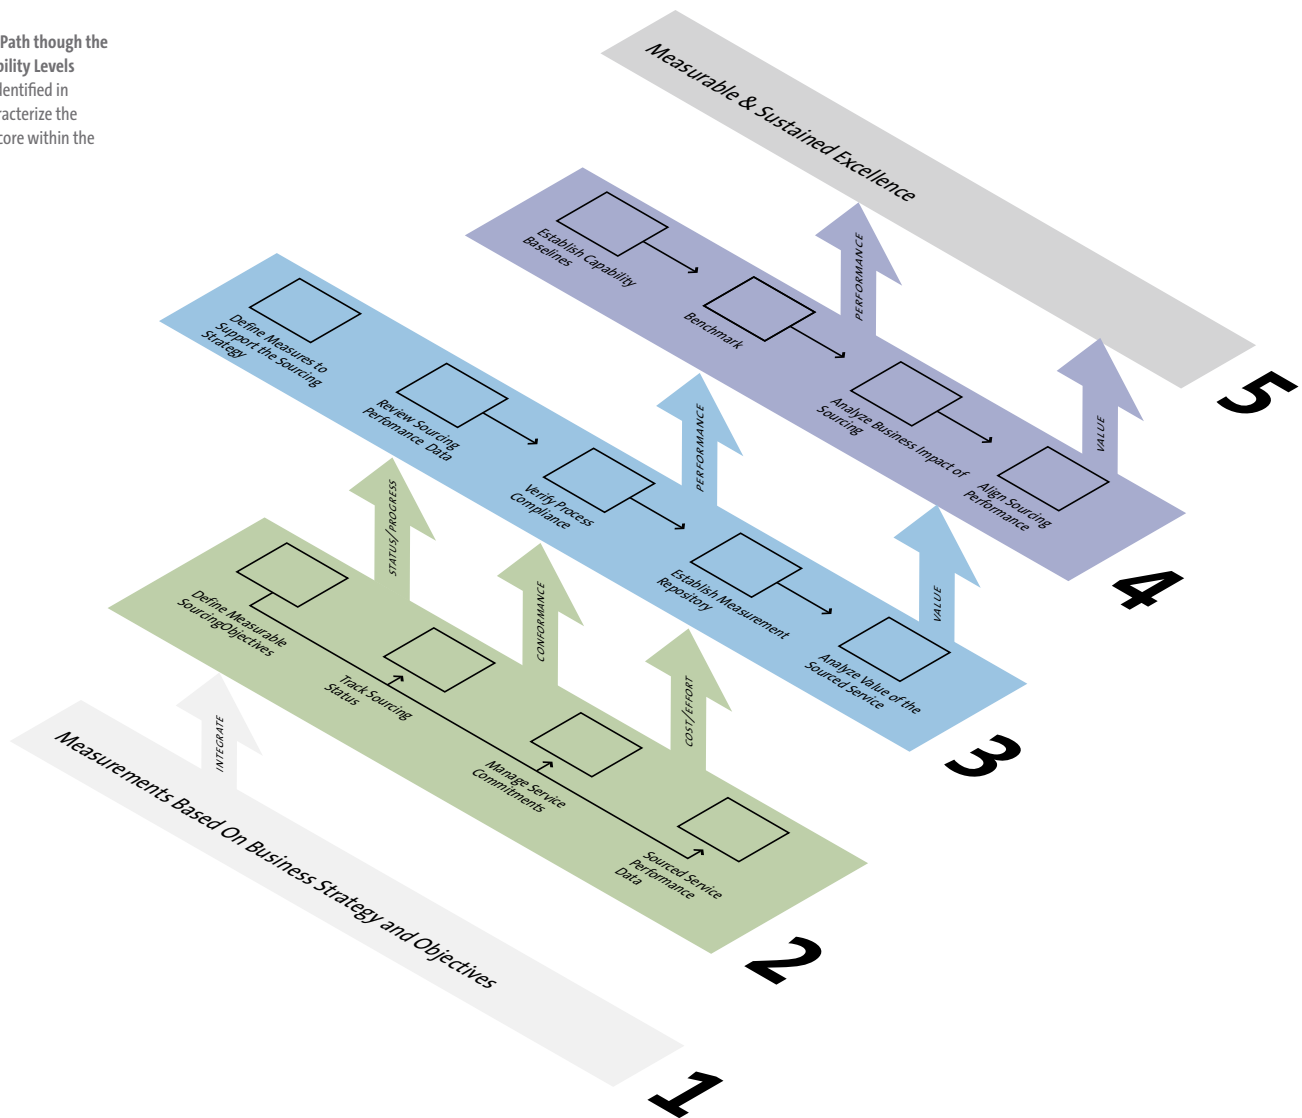 Path though the
bility Levels
dentified in
racterize the
core within the
Measurable & Sustained Excellence
5
PERFORMANCE
VALUE
Establish Capability
Baselines
Benchmark
Analyze Business Impact of
Sourcing
Align Sourcing
Performance
4
PERFORMANCE
VALUE
Define Measures to
Support the Sourcing
Strategy
Review Sourcing
Perfomance Data
Verify Process
Compliance
Establish Measurement
Repository
Analyze Value of the
Sourced Service
3
STATUS/PROGRESS
CONFORMANCE
COST/EFFORT
Define Measurable
SourcingObjectives
Track Sourcing
Status
Manage Service
Commitments
Sourced Service
Performance
Data
2
INTEGRATE
Measurements Based On Business Strategy and Objectives
1